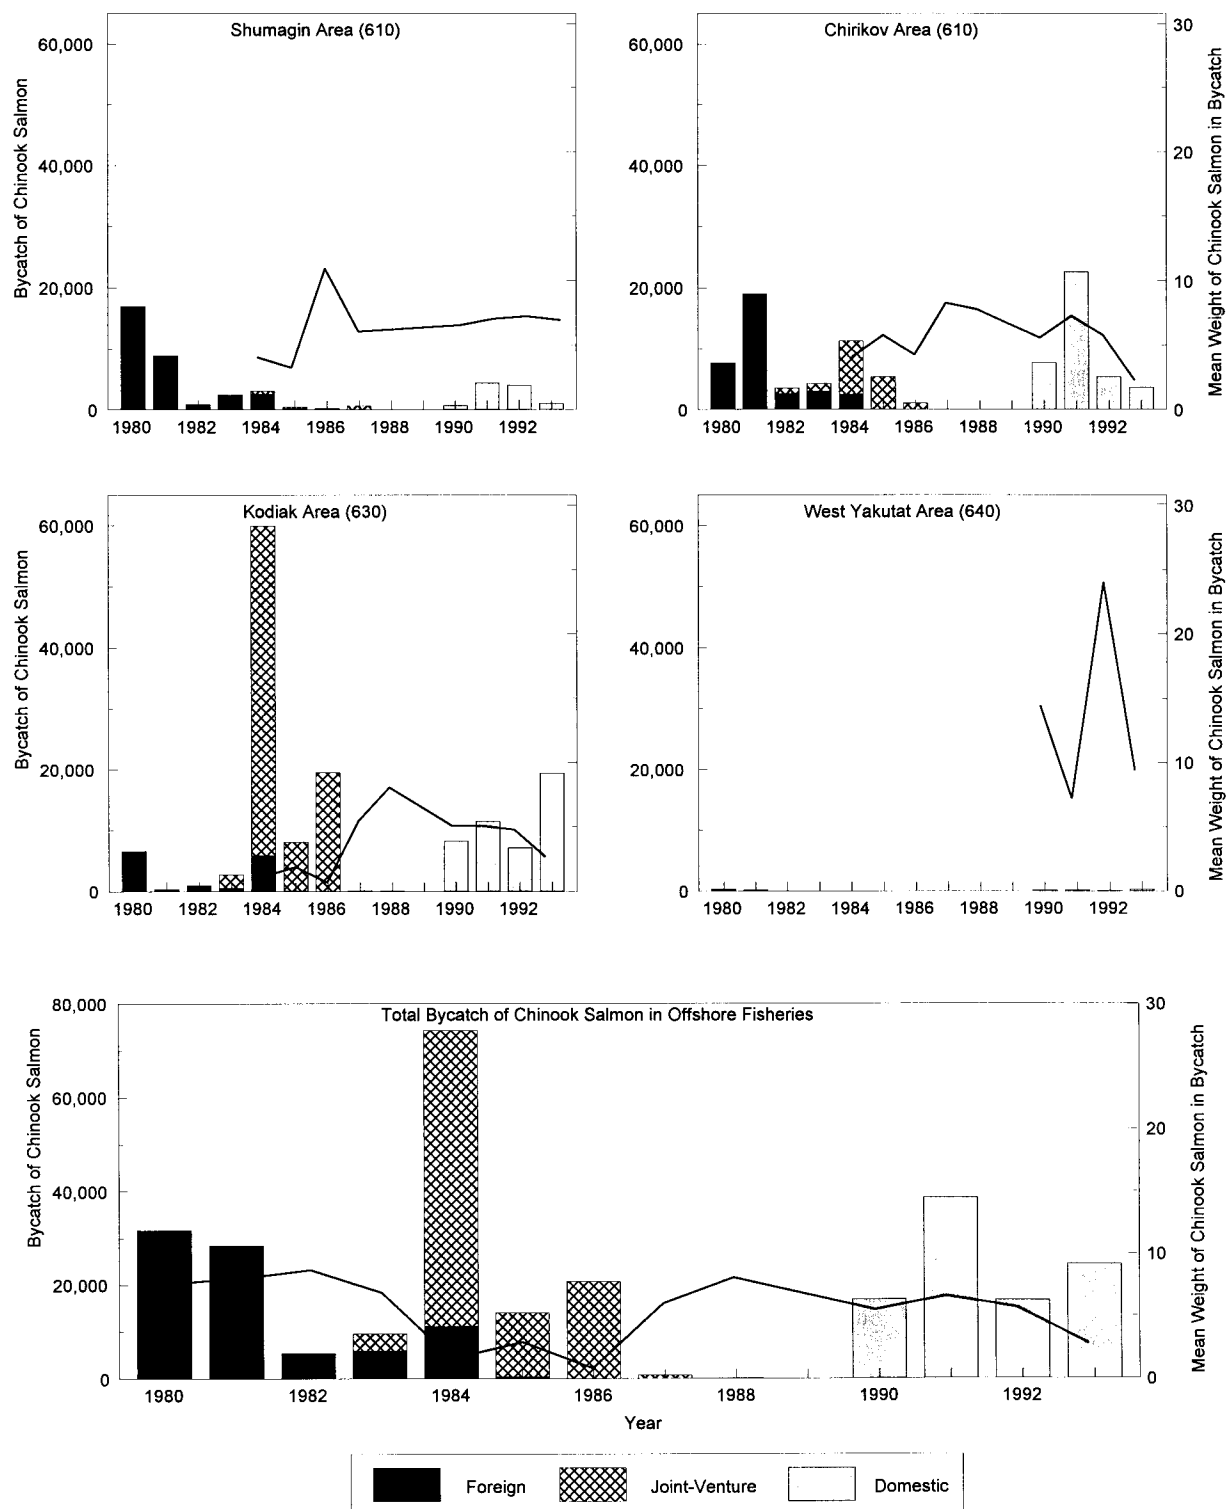 Shumagin Area (610)
Bycatch of Chinook Salmon
60,000
40,000
20,000
0
1980 1982 1984 1986 1988 1990 1992
Chirikov Area (610)
60,000
40,000
20,000
0
30
20
10
0
Mean Weight of Chinook Salmon in Bycatch
1980 1982 1984 1986 1988 1990 1992
Kodiak Area (630)
Bycatch of Chinook Salmon
60,000
40,000
20,000
0
1980 1982 1984 1986 1988 1990 1992
West Yakutat Area (640)
60,000
40,000
20,000
0
30
20
10
0
Mean Weight of Chinook Salmon in Bycatch
1980 1982 1984 1986 1988 1990 1992
Total Bycatch of Chinook Salmon in Offshore Fisheries
Bycatch of Chinook Salmon
80,000
60,000
40,000
20,000
0
30
20
10
0
Mean Weight of Chinook Salmon in Bycatch
1980 1982 1984 1986 1988 1990 1992
Year
Foreign Joint-Venture Domestic